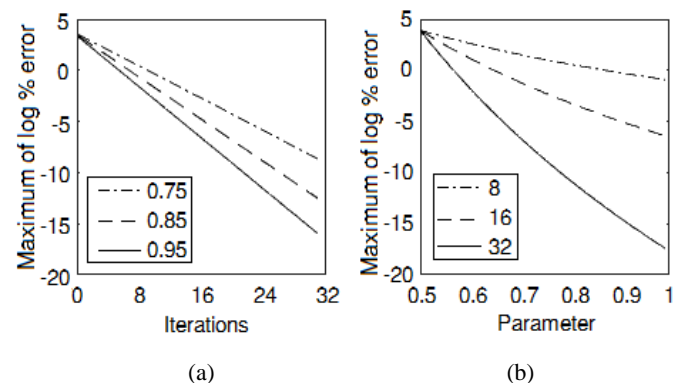 Maximum of log % error
5
0
-5
-10
-15
-20
0.75
0.85
0.95
0 8 16 24 32
Iterations
(a)
Maximum of log % error
5
0
-5
-10
-15
-20
8
16
32
0.5 0.6 0.7 0.8 0.9 1
Parameter
(b)